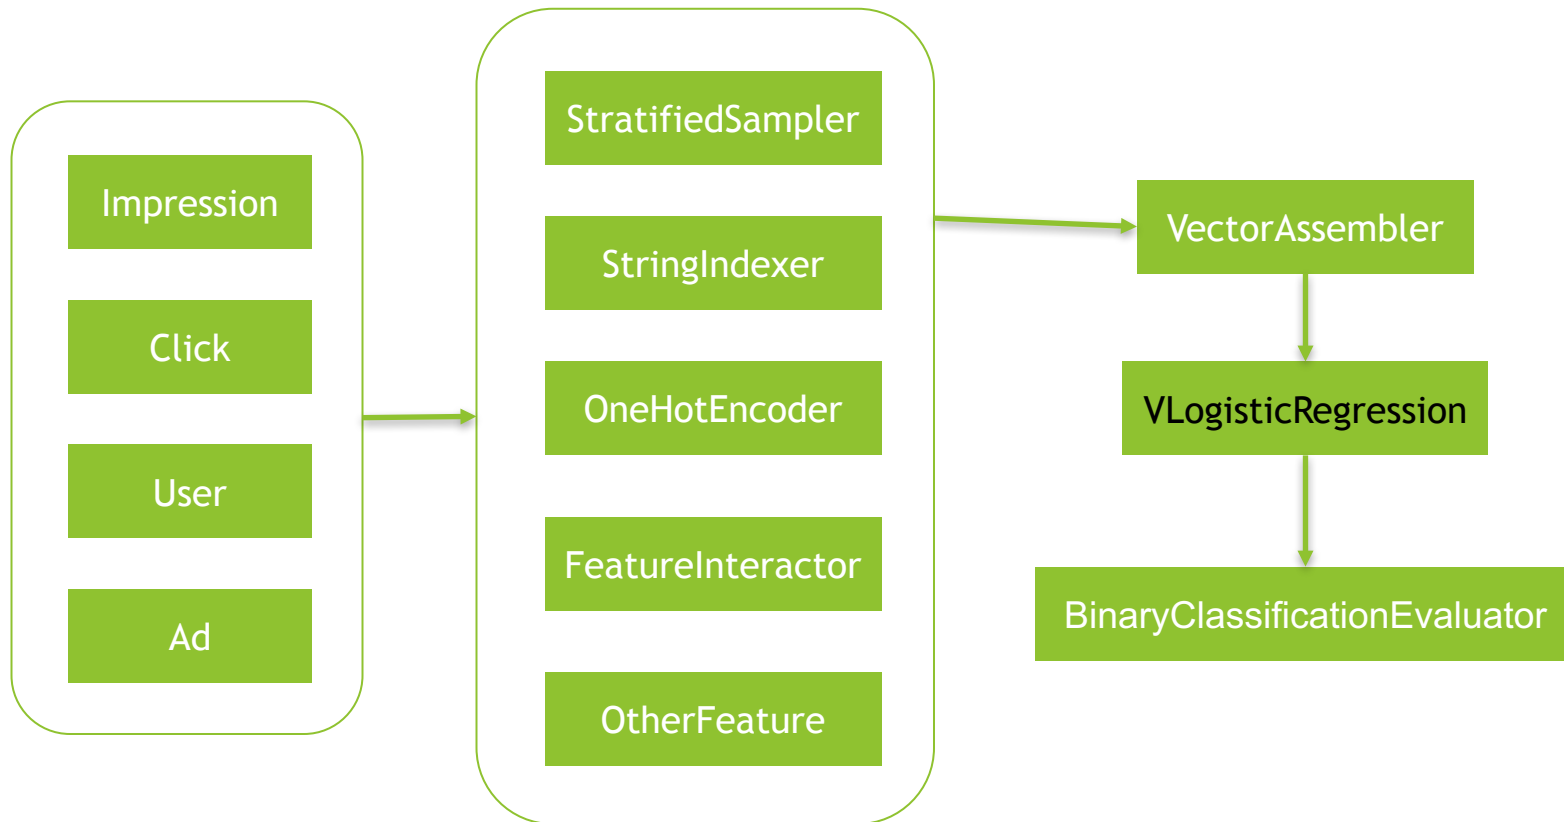 Impression
Click
User
Ad
StratifiedSampler
StringIndexer
OneHotEncoder
FeatureInteractor
OtherFeature
VectorAssembler
VLogisticRegression
BinaryClassificationEvaluator